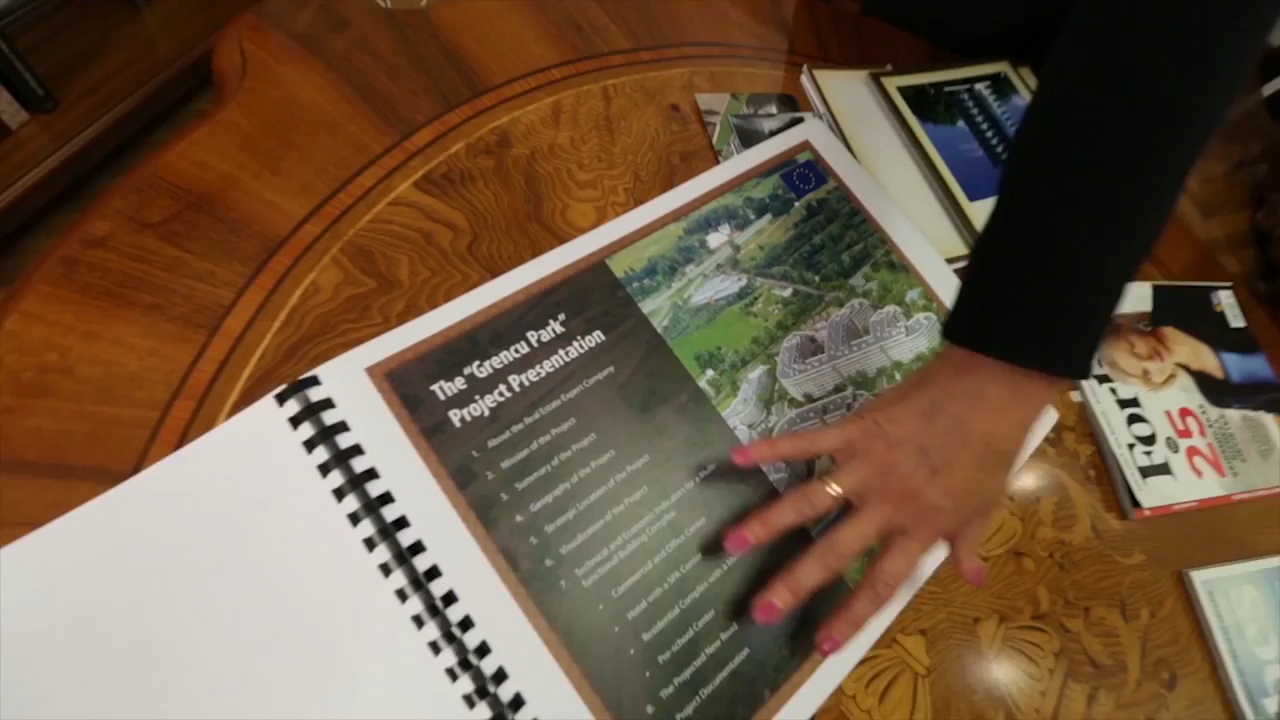 The “Grencu Park”
Project Presentation
1. About the Real Estate Expert Company
2. Mission of the Project
3. Summary of the Project
4. Geography of the Project
5. Strategic Location of the Project
6. Visualization of the Project
7. Technical and Economic Indicators for a Multi
functional Building Complex
• Commercial and Office Center
• Hotel with a SPA
• Residential Complex with a
• Pre-school Center
The Projected New Road
8. Project Documentation
For
25